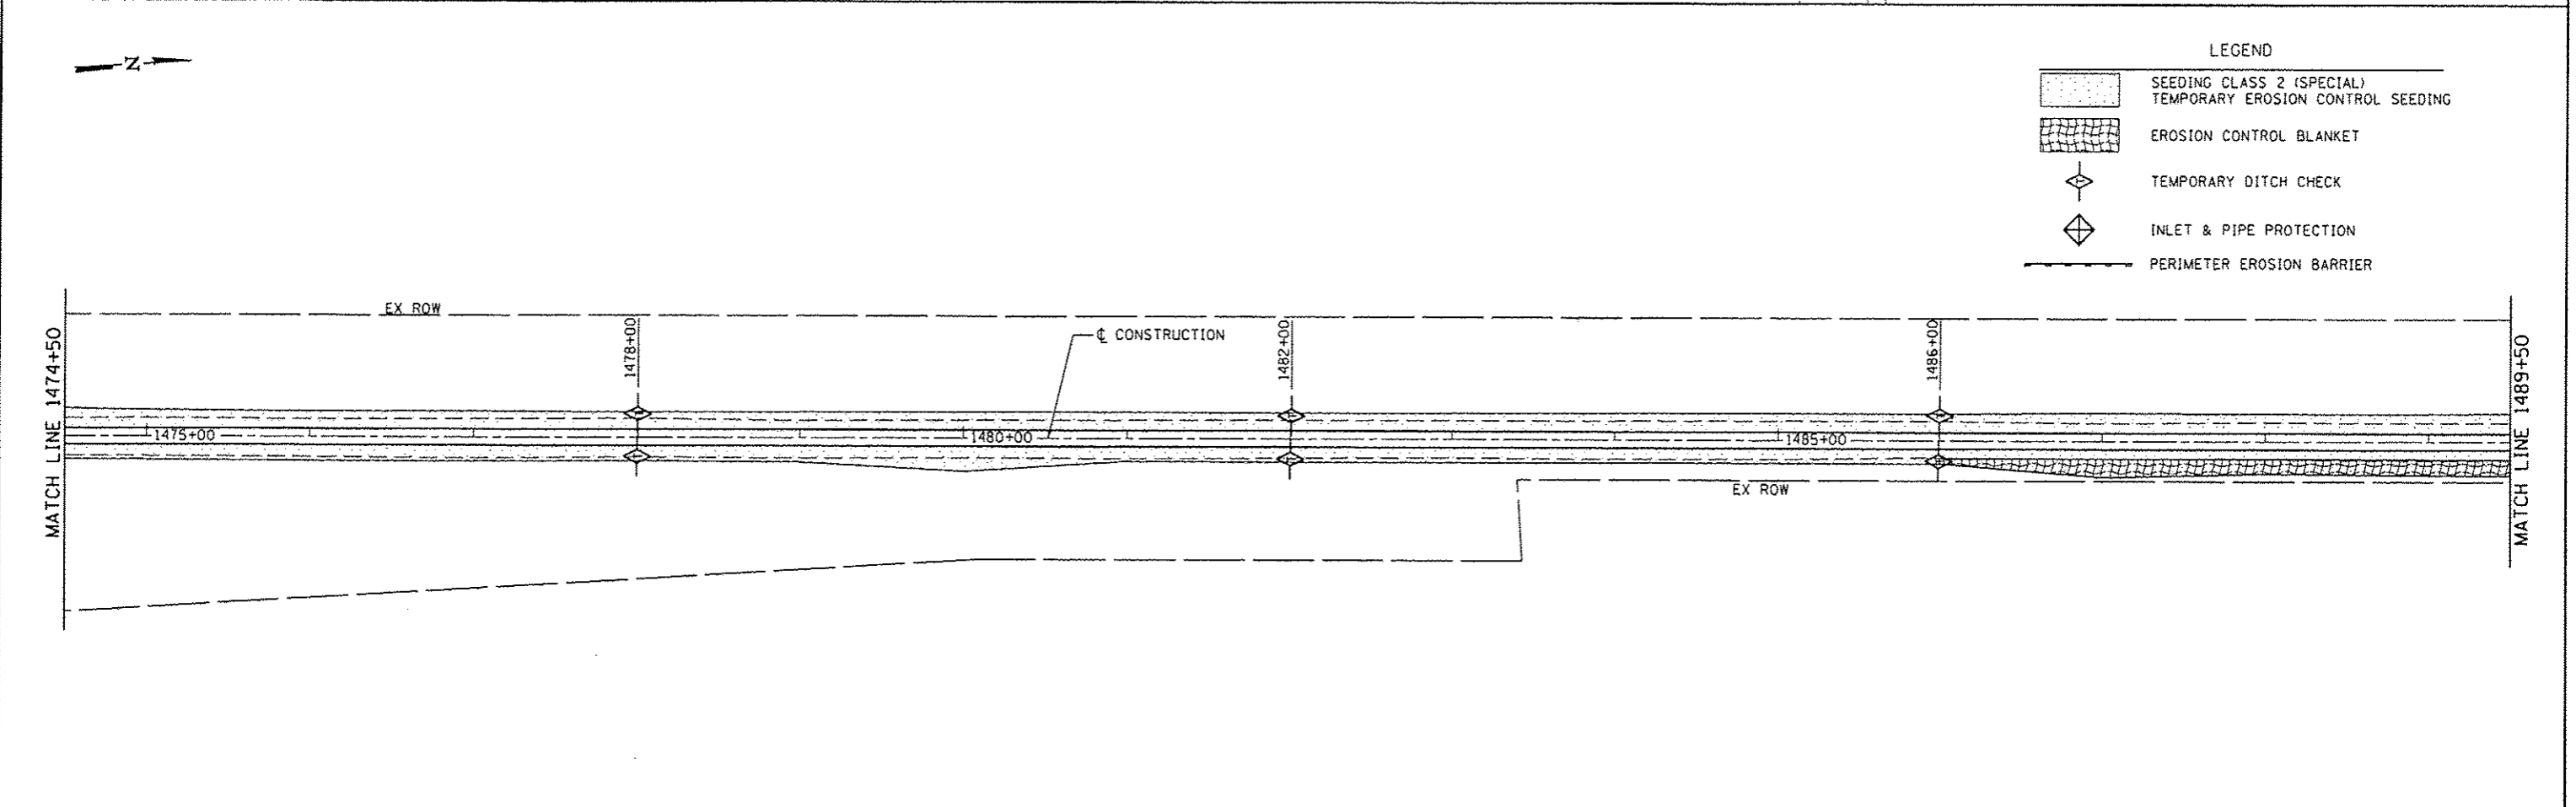 N
LEGEND
SEEDING CLASS 2 (SPECIAL)
TEMPORARY EROSION CONTROL SEEDING
EROSION CONTROL BLANKET
TEMPORARY DITCH CHECK
INLET & PIPE PROTECTION
PERIMETER EROSION BARRIER
EX ROW
℄ CONSTRUCTION
MATCH LINE 1474+50
1478+00
1482+00
1486+00
MATCH LINE 1489+50
1475+00
1480+00
1485+00
EX ROW